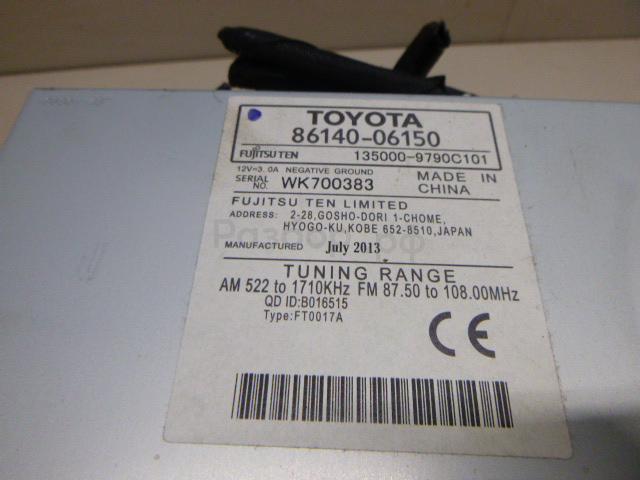 TOYOTA
86140-06150
FUJITSU TEN 135000-9790C101
12V⎓3.0A NEGATIVE GROUND
SERIAL NO. WK700383
MADE IN CHINA
FUJITSU TEN LIMITED
ADDRESS: 2-28,GOSHO-DORI 1-CHOME,
HYOGO-KU,KOBE 652-8510,JAPAN
Разбор.рф
MANUFACTURED July 2013
TUNING RANGE
AM 522 to 1710KHz FM 87.50 to 108.00MHz
QD ID:B016515
Type:FT0017A
CE